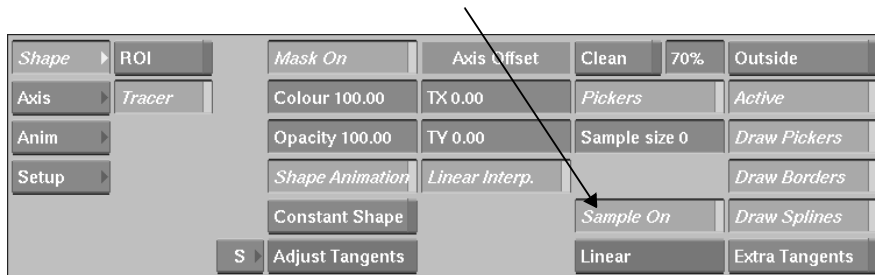 Shape ROI Mask On Axis Offset Clean 70% Outside
Axis Tracer Colour 100.00 TX 0.00 Pickers Active
Anim Opacity 100.00 TY 0.00 Sample size 0 Draw Pickers
Setup Shape Animation Linear Interp. Draw Borders
Constant Shape Sample On Draw Splines
S Adjust Tangents Linear Extra Tangents